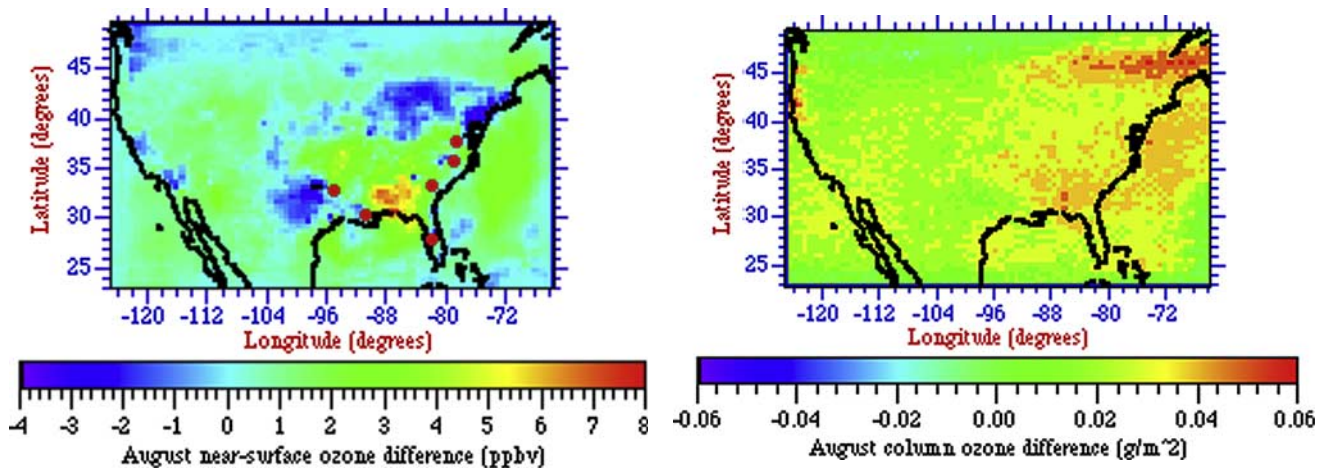 45
40
35
30
25
Latitude (degrees)
-120 -112 -104 -96 -88 -80 -72
Longitude (degrees)
-4 -3 -2 -1 0 1 2 3 4 5 6 7 8
August near-surface ozone difference (ppbv)
45
40
35
30
25
Latitude (degrees)
-120 -112 -104 -96 -88 -80 -72
Longitude (degrees)
-0.06 -0.04 -0.02 0.00 0.02 0.04 0.06
August column ozone difference (g/m^2)